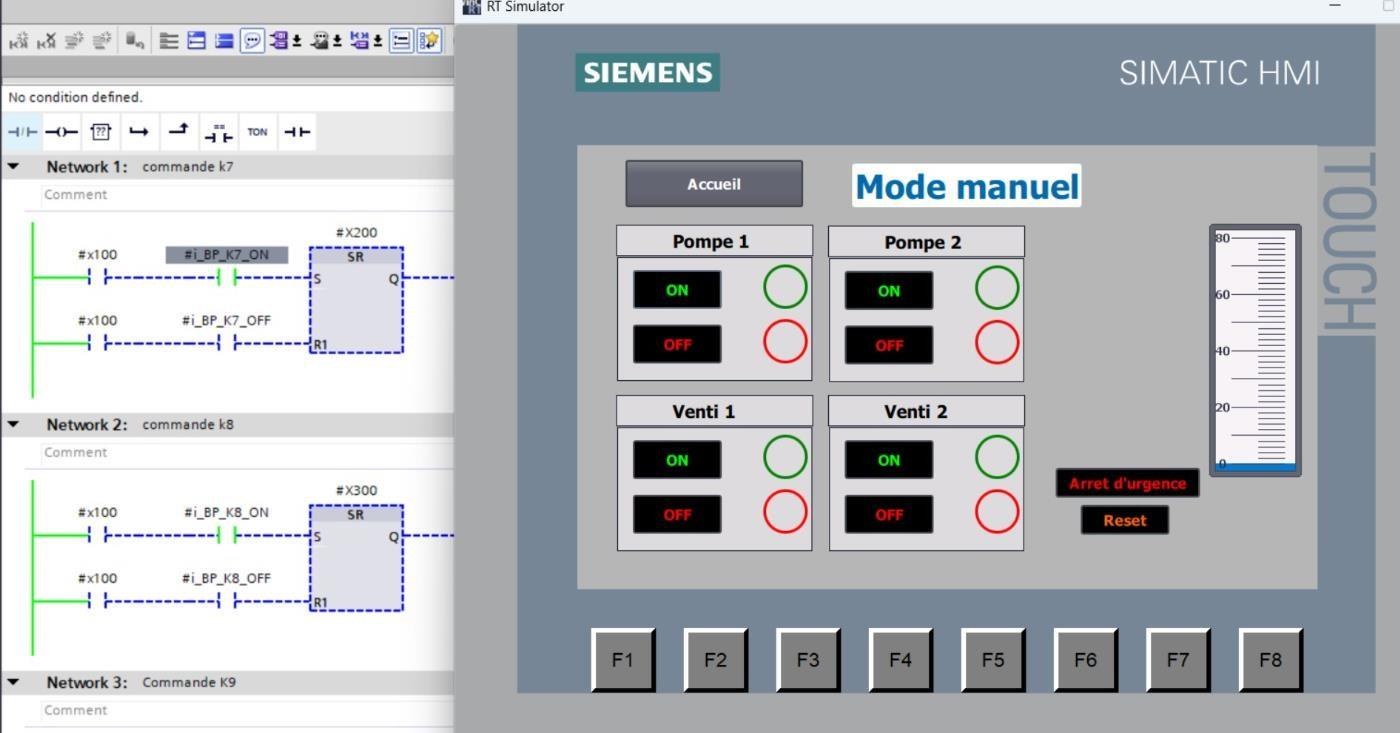 RT Simulator
No condition defined.
??
TON
Network 1: commande k7
Comment
#X200
#x100 #i_BP_K7_ON SR
S Q
#x100 #i_BP_K7_OFF
R1
Network 2: commande k8
Comment
#X300
#x100 #i_BP_K8_ON SR
S Q
#x100 #i_BP_K8_OFF
R1
Network 3: Commande K9
Comment
SIEMENS
SIMATIC HMI
TOUCH
Accueil
Mode manuel
Pompe 1
ON
OFF
Pompe 2
ON
OFF
Venti 1
ON
OFF
Venti 2
ON
OFF
80
60
40
20
0
Arret d'urgence
Reset
F1 F2 F3 F4 F5 F6 F7 F8